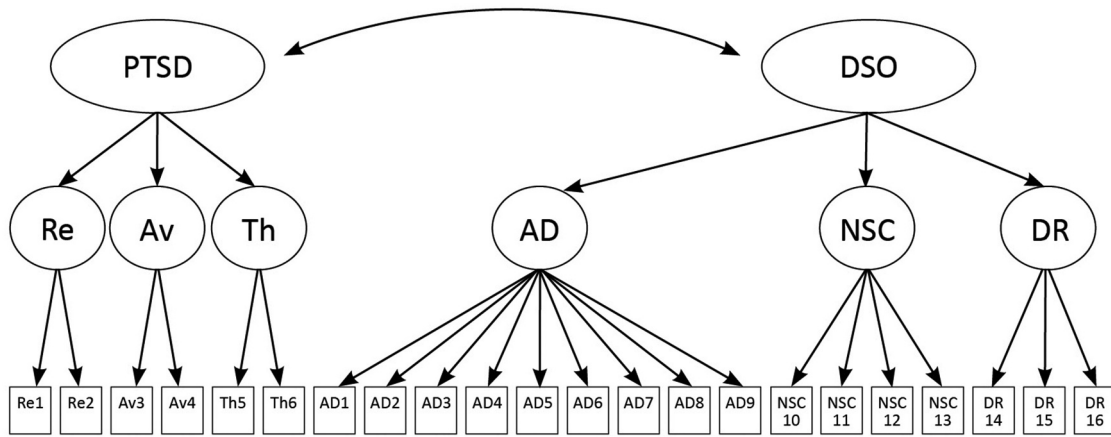 PTSD
DSO
Re
Av
Th
AD
NSC
DR
Re1
Re2
Av3
Av4
Th5
Th6
AD1
AD2
AD3
AD4
AD5
AD6
AD7
AD8
AD9
NSC
10
NSC
11
NSC
12
NSC
13
DR
14
DR
15
DR
16